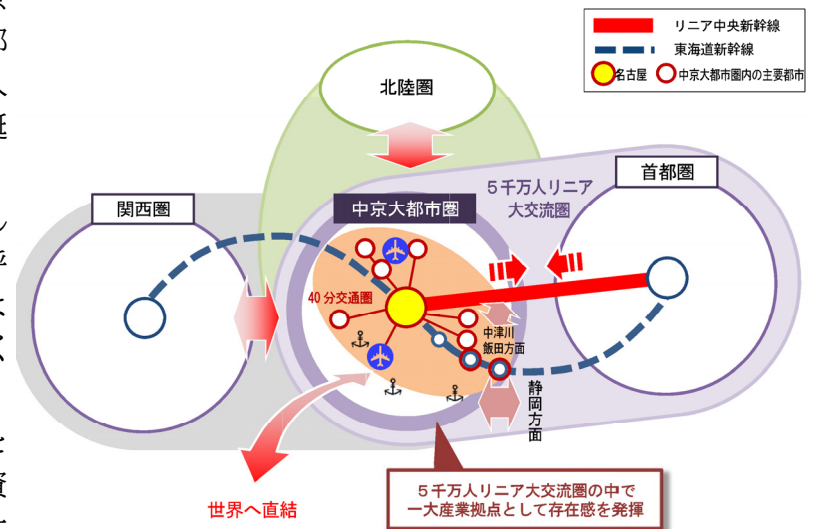 リニア中央新幹線
東海道新幹線
名古屋
中京大都市圏内の主要都市
北陸圏
首都圏
5千万人リニア
大交流圏
関西圏
中京大都市圏
40分交通圏
中津川
飯田方面
静岡方面
世界へ直結
5千万人リニア大交流圏の中で
一大産業拠点として存在感を発揮